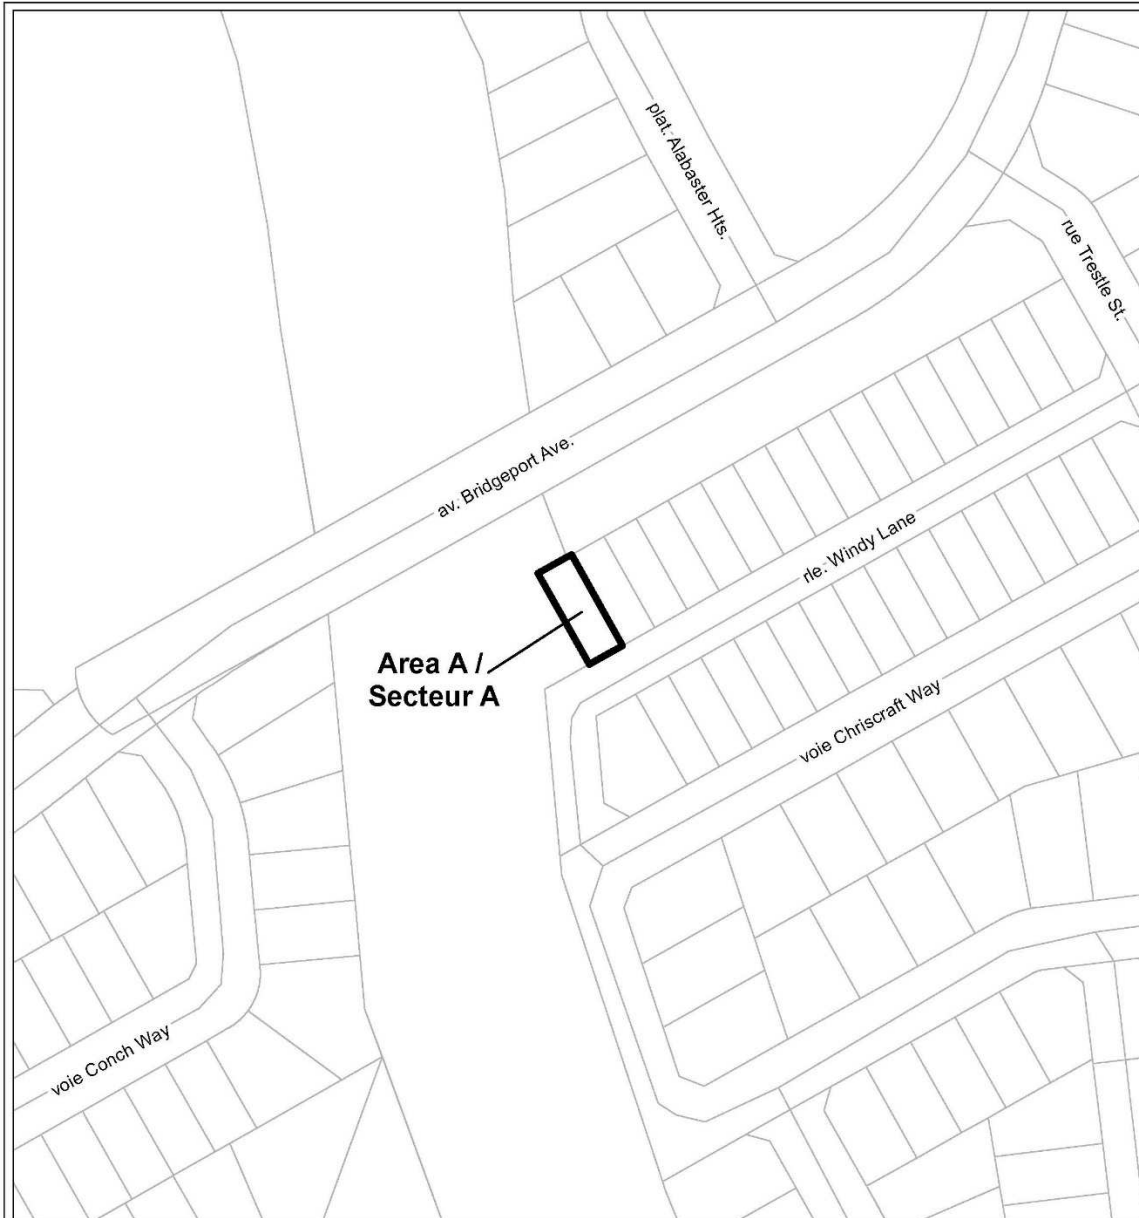 plat. Alabaster Hts.
rue Trestle St.
av. Bridgeport Ave.
rle. Windy Lane
Area A /
Secteur A
voie Chriscraft Way
voie Conch Way